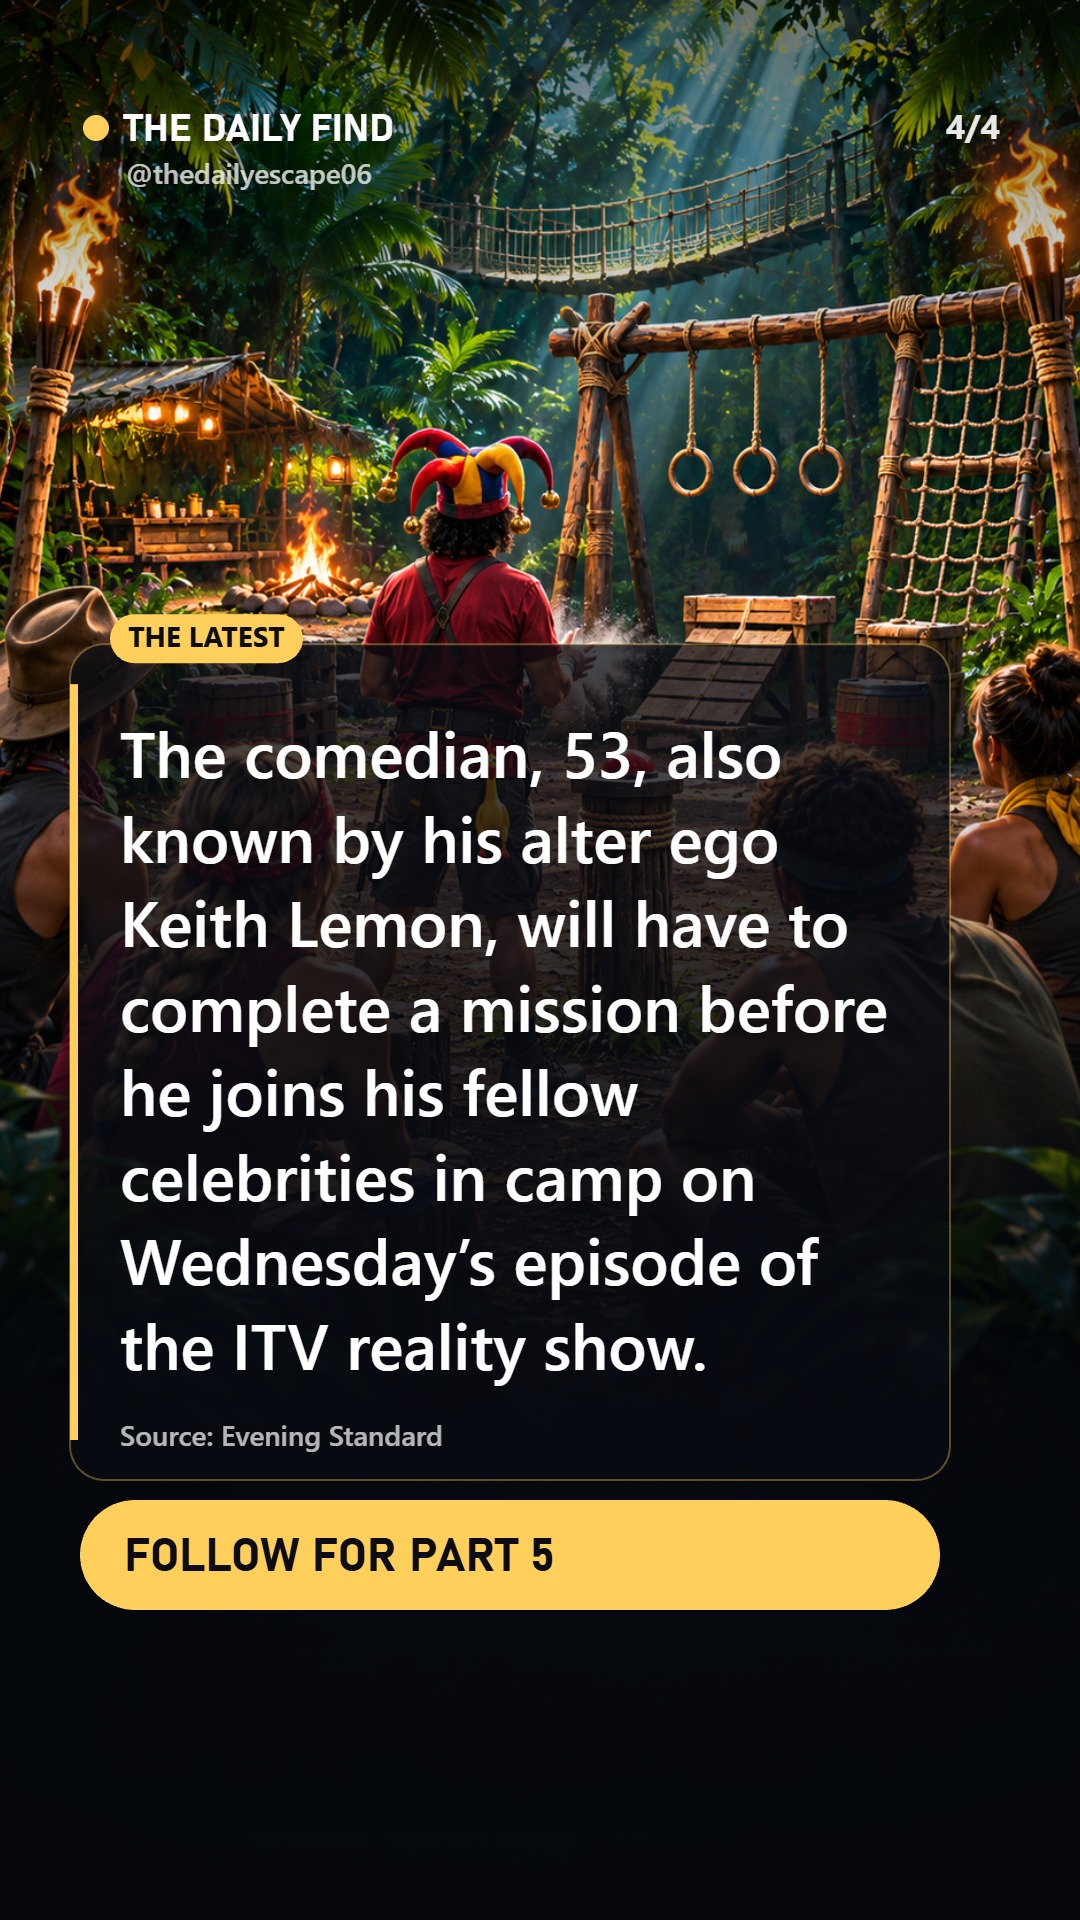 THE DAILY FIND
4/4
@thedailyescape06
THE LATEST
The comedian, 53, also
known by his alter ego
Keith Lemon, will have to
complete a mission before
he joins his fellow
celebrities in camp on
Wednesday’s episode of
the ITV reality show.
Source: Evening Standard
FOLLOW FOR PART 5